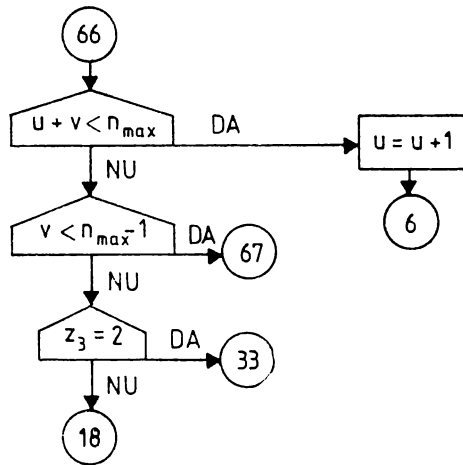 66
u + v < n_max DA
u = u + 1
NU
6
v < n_max - 1 DA
67
NU
z_3 = 2 DA
33
NU
18